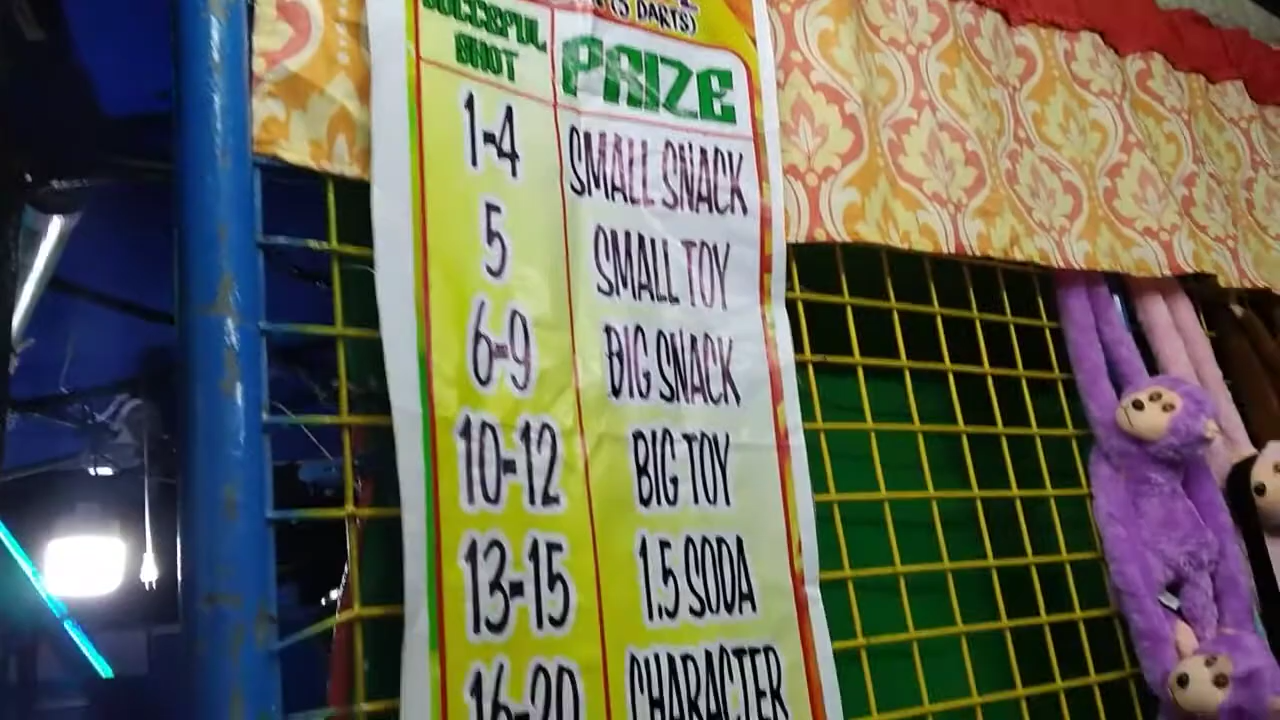 (5 DARTS)
SUCCEFUL SHOT PRIZE
1-4 SMALL SNACK
5 SMALL TOY
6-9 BIG SNACK
10-12 BIG TOY
13-15 1.5 SODA
16-20 CHARACTER